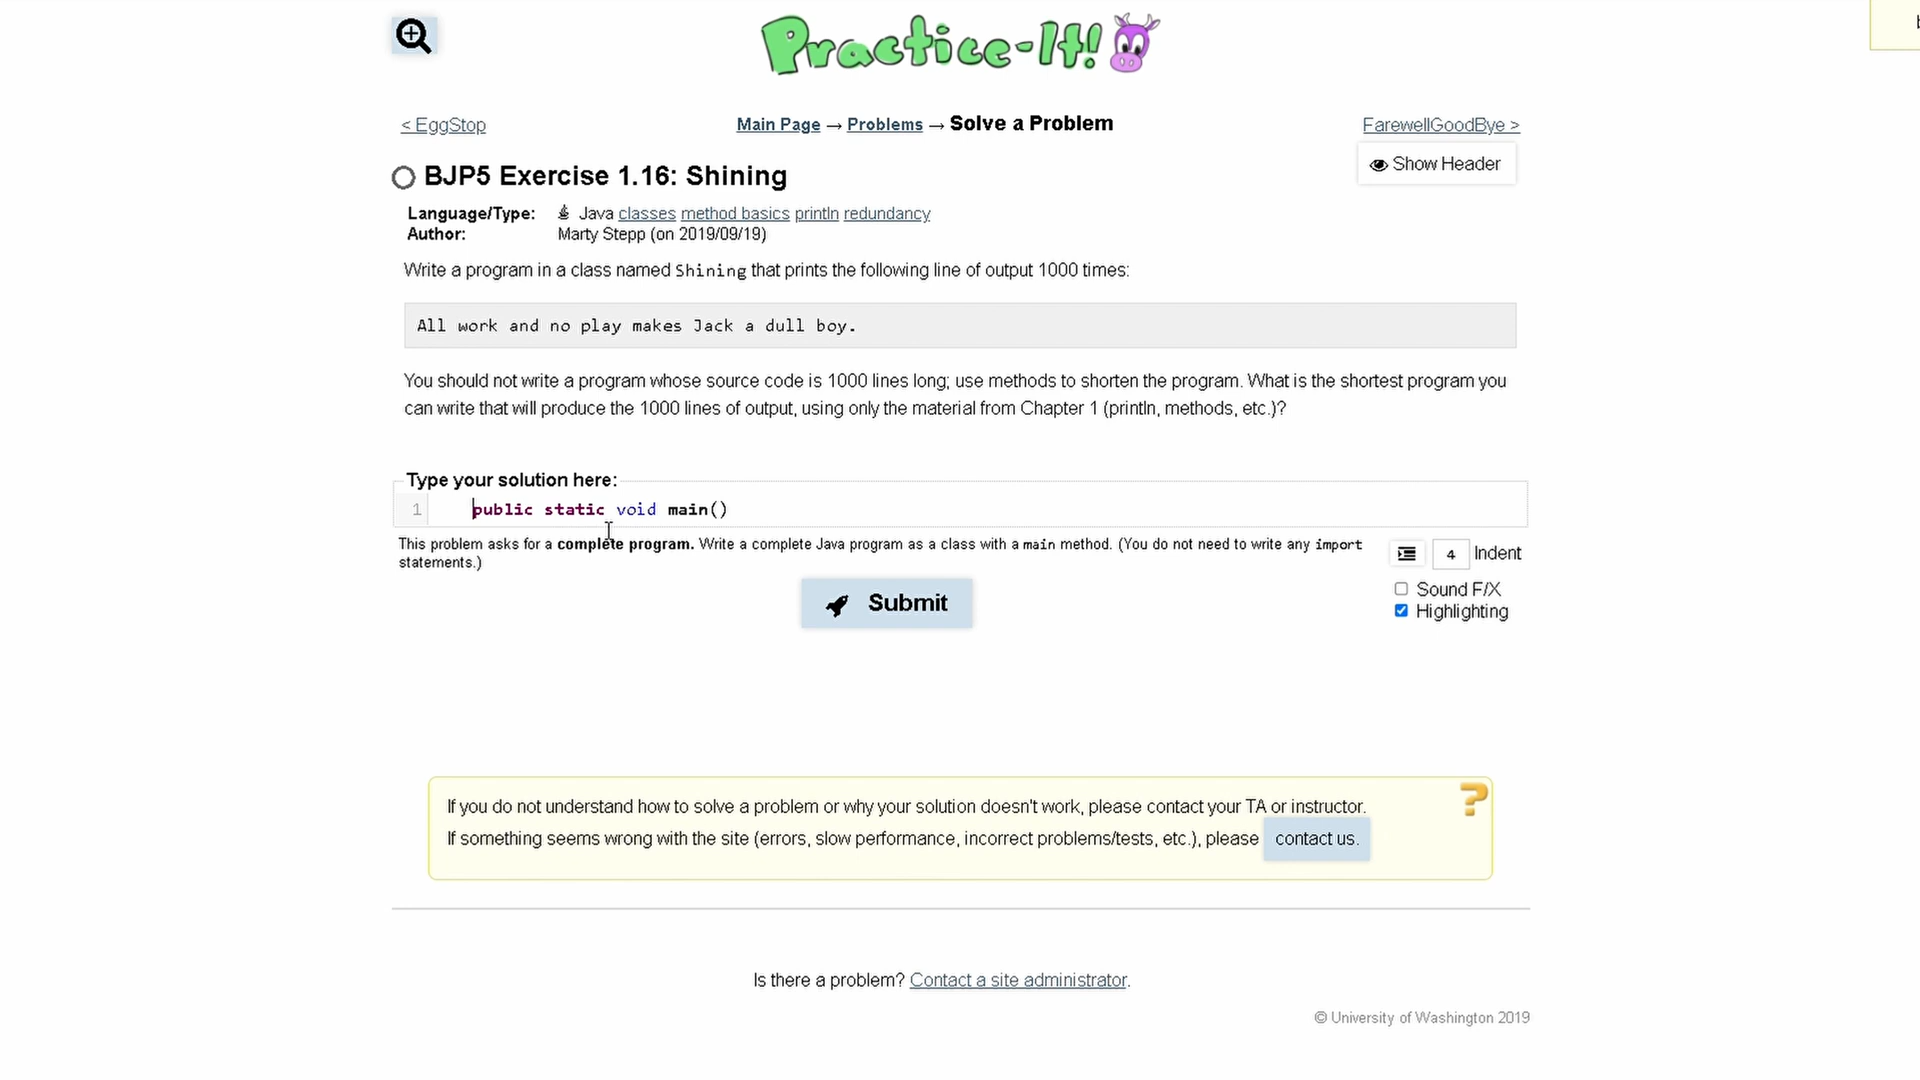 Practice-It!
< EggStop
Main Page → Problems → Solve a Problem
FarewellGoodBye >
Show Header
BJP5 Exercise 1.16: Shining
Language/Type: Java classes method basics println redundancy
Author: Marty Stepp (on 2019/09/19)
Write a program in a class named Shining that prints the following line of output 1000 times:
All work and no play makes Jack a dull boy.
You should not write a program whose source code is 1000 lines long; use methods to shorten the program. What is the shortest program you
can write that will produce the 1000 lines of output, using only the material from Chapter 1 (println, methods, etc.)?
Type your solution here:
1 public static void main()
This problem asks for a complete program. Write a complete Java program as a class with a main method. (You do not need to write any import
statements.)
4 Indent
Sound F/X
Highlighting
Submit
If you do not understand how to solve a problem or why your solution doesn't work, please contact your TA or instructor.
If something seems wrong with the site (errors, slow performance, incorrect problems/tests, etc.), please contact us.
?
Is there a problem? Contact a site administrator.
© University of Washington 2019